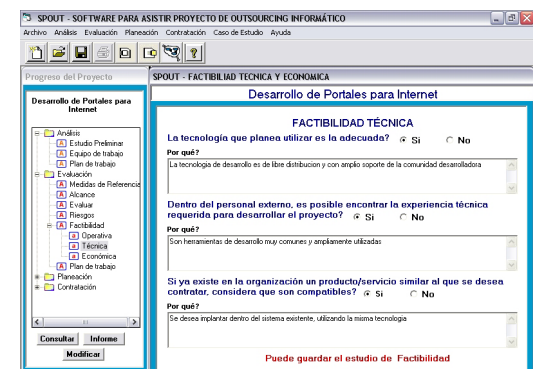 SPOUT - SOFTWARE PARA ASISTIR PROYECTO DE OUTSOURCING INFORMÁTICO
Archivo Análisis Evaluación Planeación Contratación Caso de Estudio Ayuda
Progreso del Proyecto
SPOUT - FACTIBILIAD TECNICA Y ECONOMICA
Desarrollo de Portales para Internet
Desarrollo de Portales para
Internet
Análisis
Estudio Preliminar
Equipo de trabajo
Plan de trabajo
Evaluación
Medidas de Referencia
Alcance
Evaluar
Riesgos
Factibilidad
Operativa
Técnica
Económica
Plan de trabajo
Planeación
Contratación
Consultar Informe
Modificar
FACTIBILIDAD TÉCNICA
La tecnología que planea utilizar es la adecuada? Si No
Por qué?
La tecnologia de desarrollo es de libre distribucion y con amplio soporte de la comunidad desarrolladora
Dentro del personal externo, es posible encontrar la experiencia técnica
requerida para desarrollar el proyecto? Si No
Por qué?
Son herramientas de desarrollo muy comunes y ampliamente utilizadas
Si ya existe en la organización un producto/servicio similar al que se desea
contratar, considera que son compatibles? Si No
Por qué?
Se desea implantar dentro del sistema existente, utilizando la misma tecnologia
Puede guardar el estudio de Factibilidad